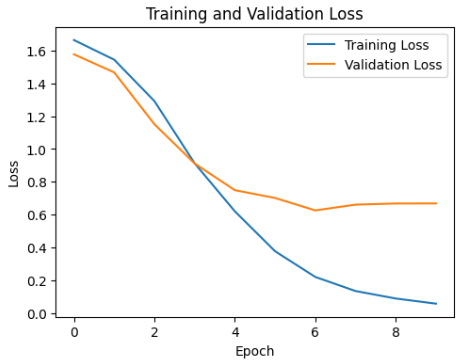 Training and Validation Loss
Training Loss
Validation Loss
Loss
1.6
1.4
1.2
1.0
0.8
0.6
0.4
0.2
0.0
0 2 4 6 8
Epoch